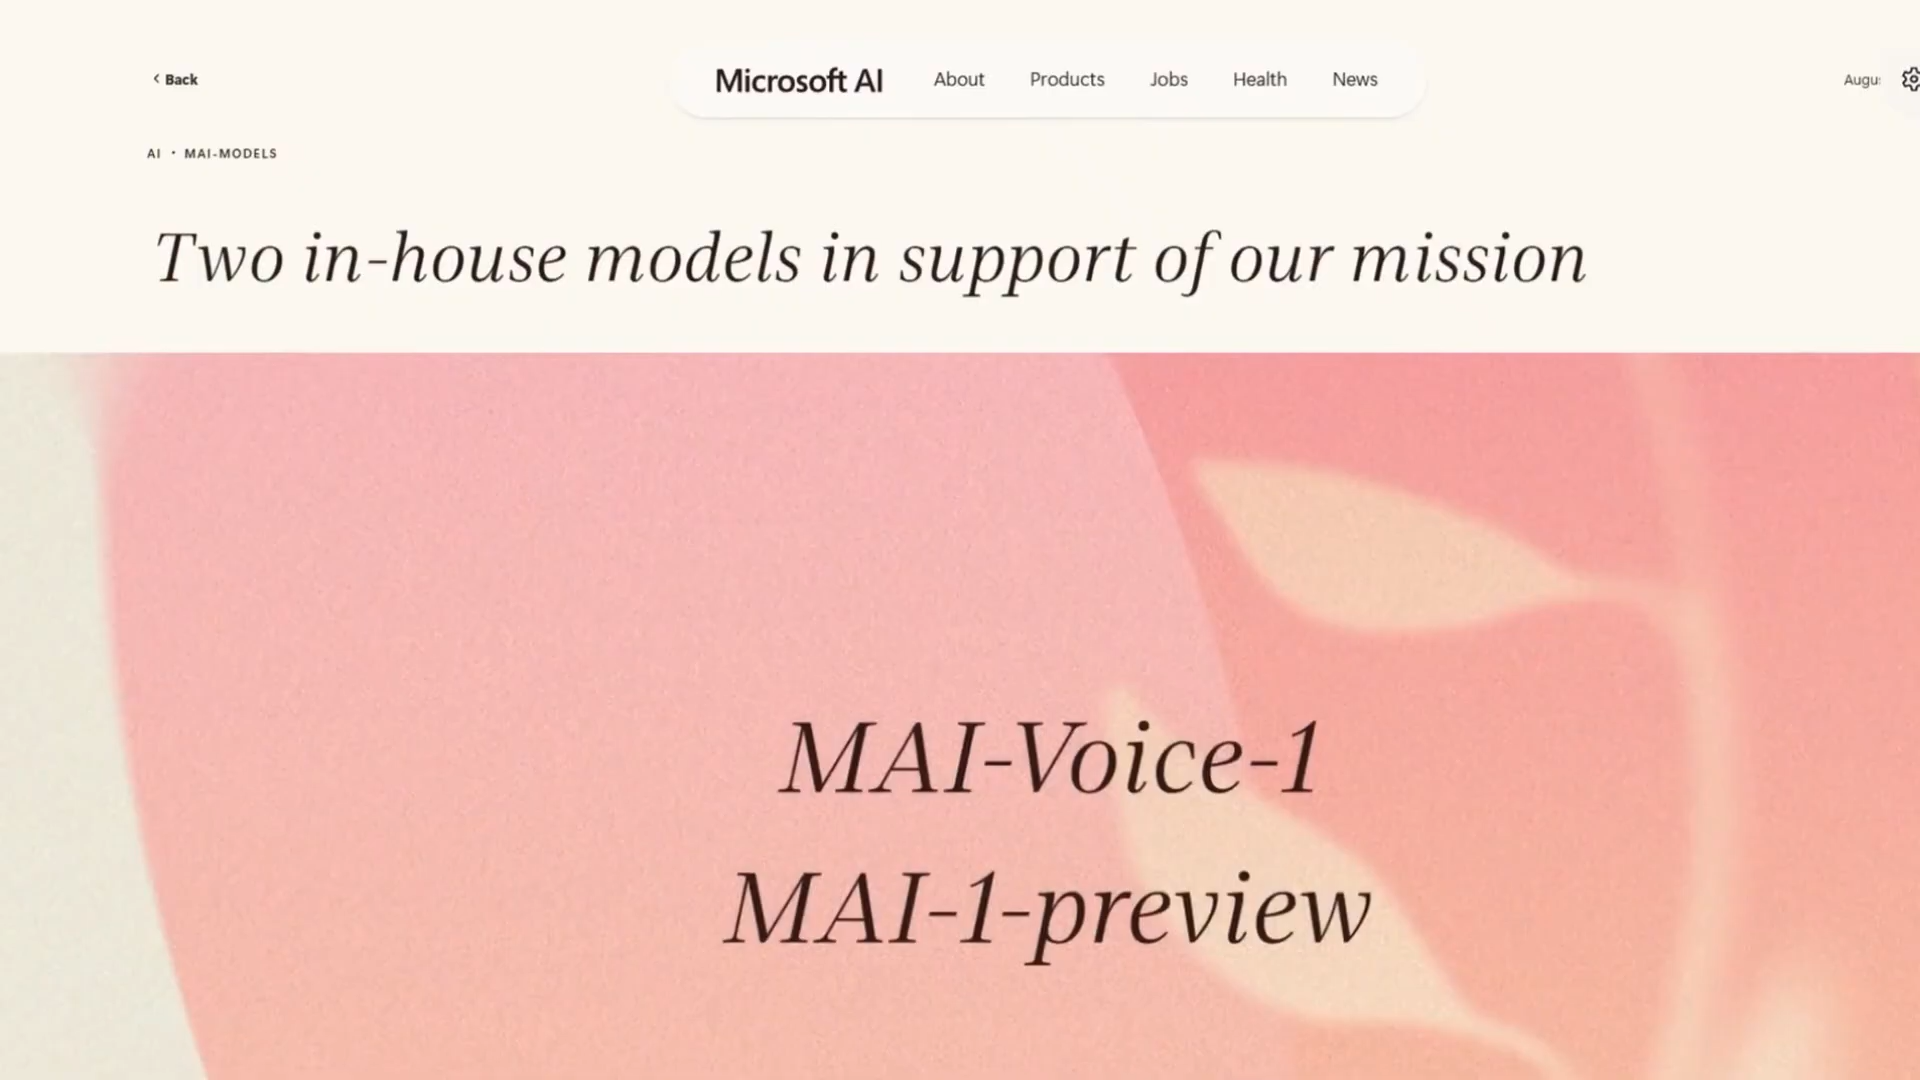 Back
Microsoft AI
About
Products
Jobs
Health
News
AI • MAI-MODELS
Two in-house models in support of our mission
MAI-Voice-1
MAI-1-preview